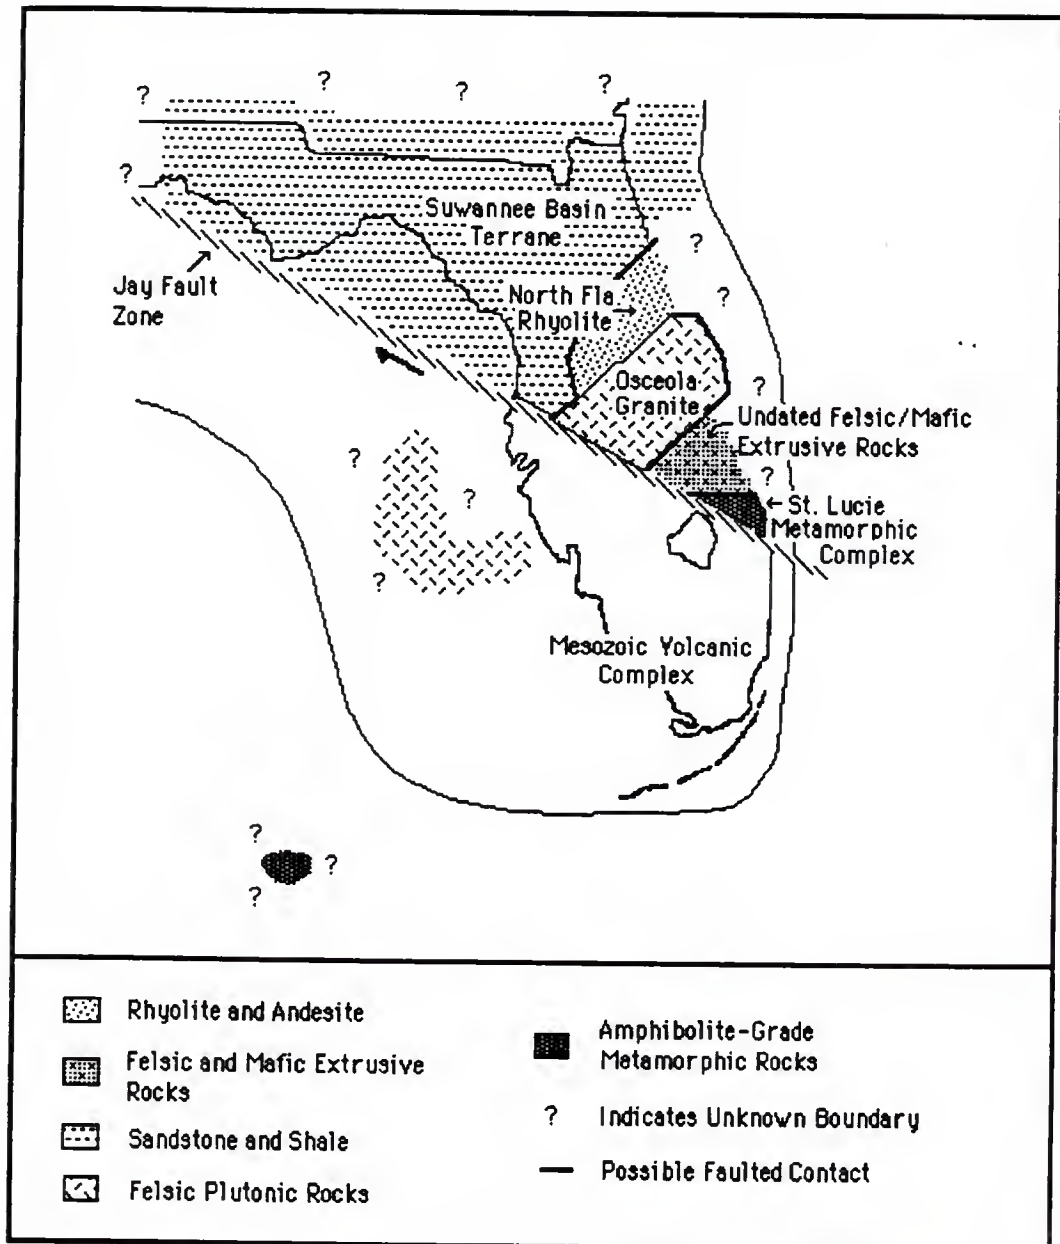 ? ? ? ?
?
Suwannee Basin
Terrane
?
Jay Fault
Zone
North Fla.
Rhyolite
?
Osceola
Granite
?
Undated Felsic/Mafic
Extrusive Rocks
?
?
?
St. Lucie
Metamorphic
Complex
?
Mesozoic Volcanic
Complex
?
?
?
Rhyolite and Andesite
Felsic and Mafic Extrusive
Rocks
Sandstone and Shale
Felsic Plutonic Rocks
Amphibolite-Grade
Metamorphic Rocks
? Indicates Unknown Boundary
Possible Faulted Contact